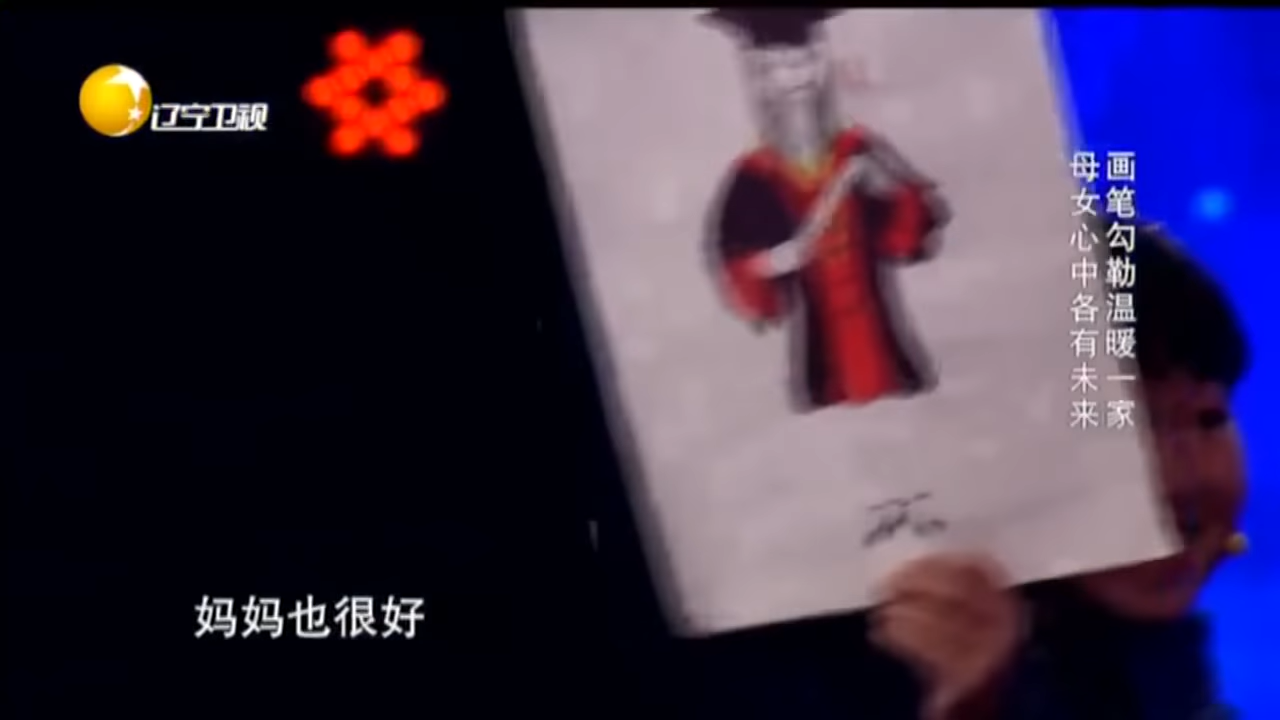 辽宁卫视
画笔勾勒温暖一家
母女心中各有未来
妈妈也很好